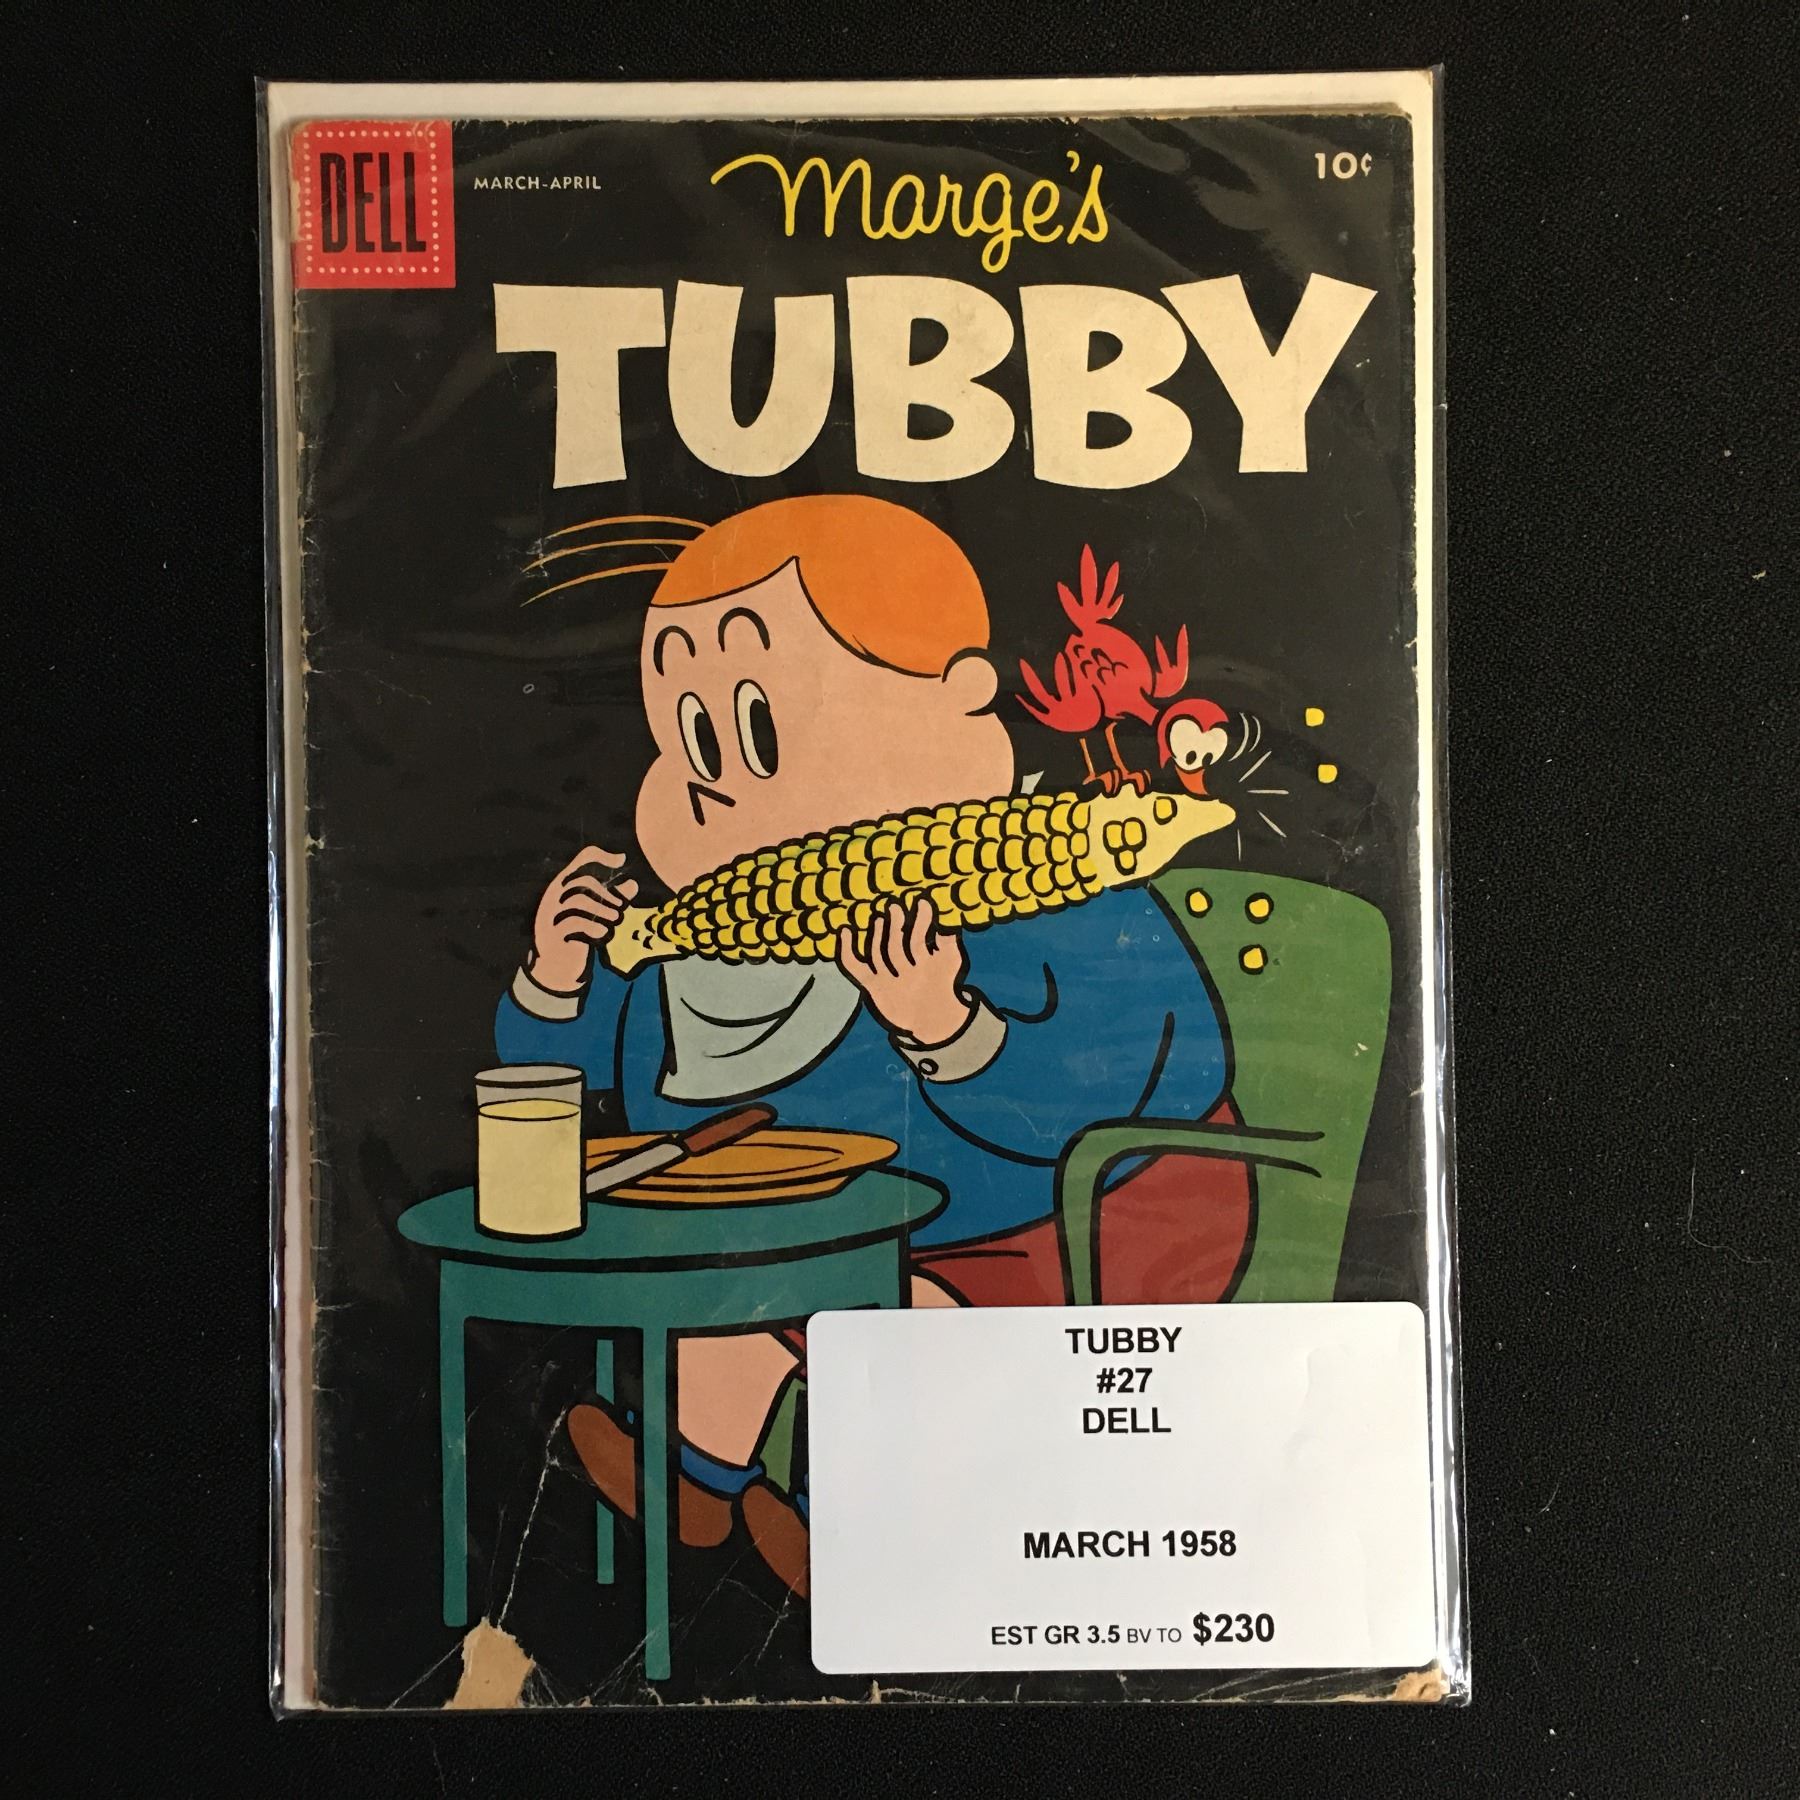 DELL
MARCH-APRIL
Marge's
10¢
TUBBY
TUBBY
#27
DELL
MARCH 1958
EST GR 3.5 BV TO $230